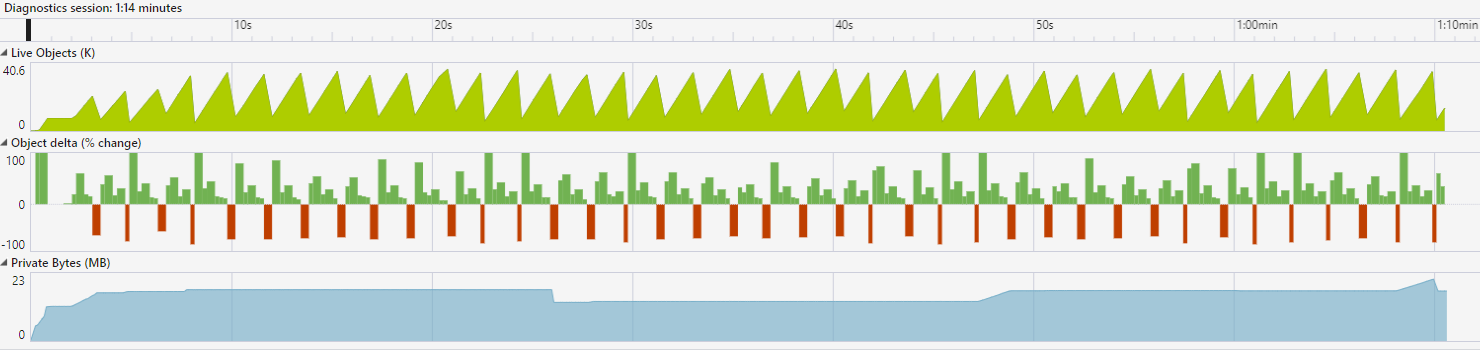 Diagnostics session: 1:14 minutes
10s 20s 30s 40s 50s 1:00min 1:10min
Live Objects (K)
40.6
0
Object delta (% change)
100
0
-100
Private Bytes (MB)
23
0